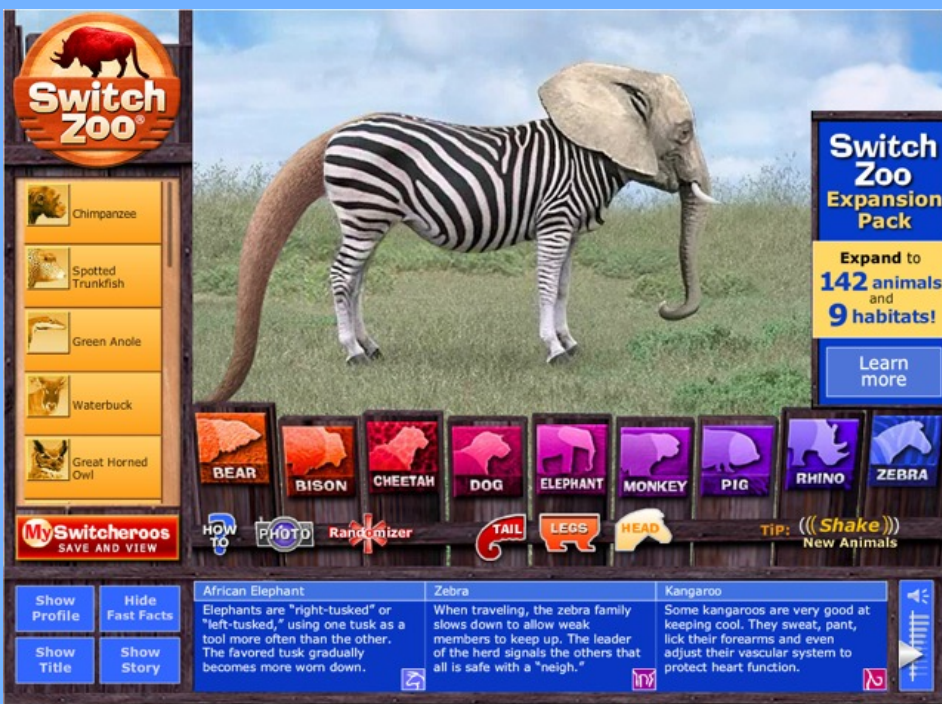 Switch
Zoo®
Chimpanzee
Spotted
Trunkfish
Green Anole
Waterbuck
Great Horned
Owl
My Switcheroos
SAVE AND VIEW
Switch
Zoo
Expansion
Pack
Expand to
142 animals
and
9 habitats!
Learn
more
BEAR
BISON
CHEETAH
DOG
ELEPHANT
MONKEY
PIG
RHINO
ZEBRA
HOW
TO
PHOTO
Randomizer
TAIL
LEGS
HEAD
TiP: (((Shake)))
New Animals
Show
Profile
Hide
Fast Facts
Show
Title
Show
Story
African Elephant
Elephants are "right-tusked" or
"left-tusked," using one tusk as a
tool more often than the other.
The favored tusk gradually
becomes more worn down.
Zebra
When traveling, the zebra family
slows down to allow weak
members to keep up. The leader
of the herd signals the others that
all is safe with a "neigh."
Kangaroo
Some kangaroos are very good at
keeping cool. They sweat, pant,
lick their forearms and even
adjust their vascular system to
protect heart function.